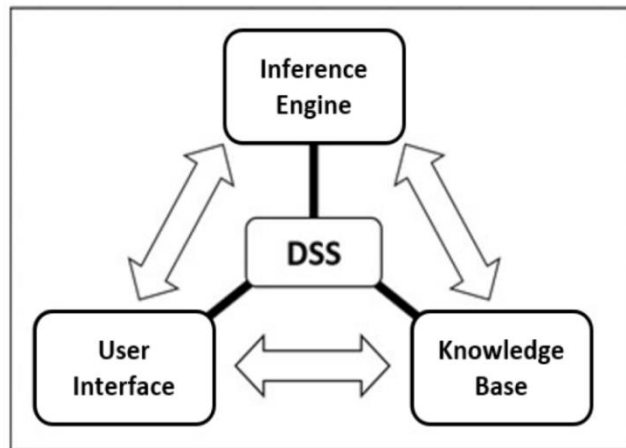 Inference
Engine
DSS
User
Interface
Knowledge
Base